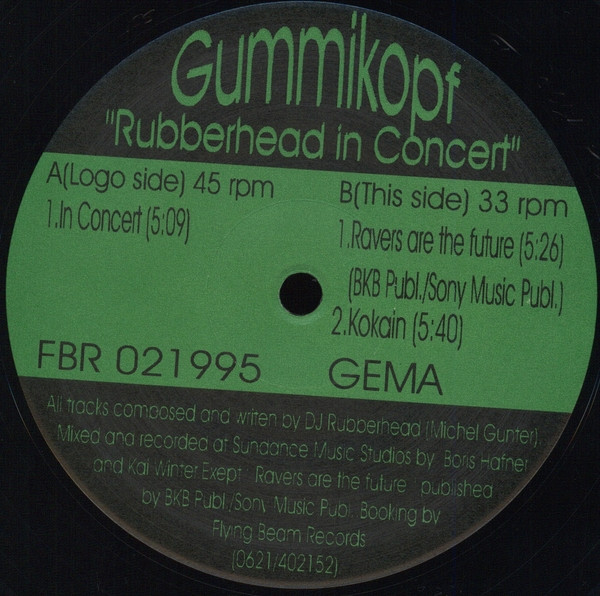 Gummikopf
"Rubberhead in Concert"
A(Logo side) 45 rpm
1.In Concert (5:09)
B(This side) 33 rpm
1.Ravers are the future (5:26)
(BKB Publ./Sony Music Publ.)
2.Kokain (5:40)
FBR 021995
GEMA
All tracks composed and writen by DJ Rubberhead (Michel Gunter).
Mixed and recorded at Sundance Music Studios by Boris Hafner
and Kai Winter.Exept Ravers are the future published
by BKB Publ./Sony Music Publ. Booking by
Flying Beam Records
(0621/402152)